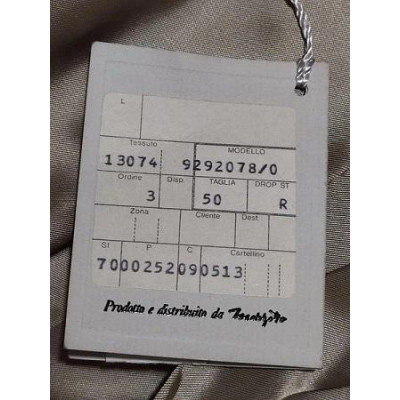 L
Tessuto MODELLO
13074 9292078/0
Ordine Disp. TAGLIA DROP ST
3 50 R
Zona Cliente Dest.
St P C Cartellino
7000252090513
Prodotto e distribuito da